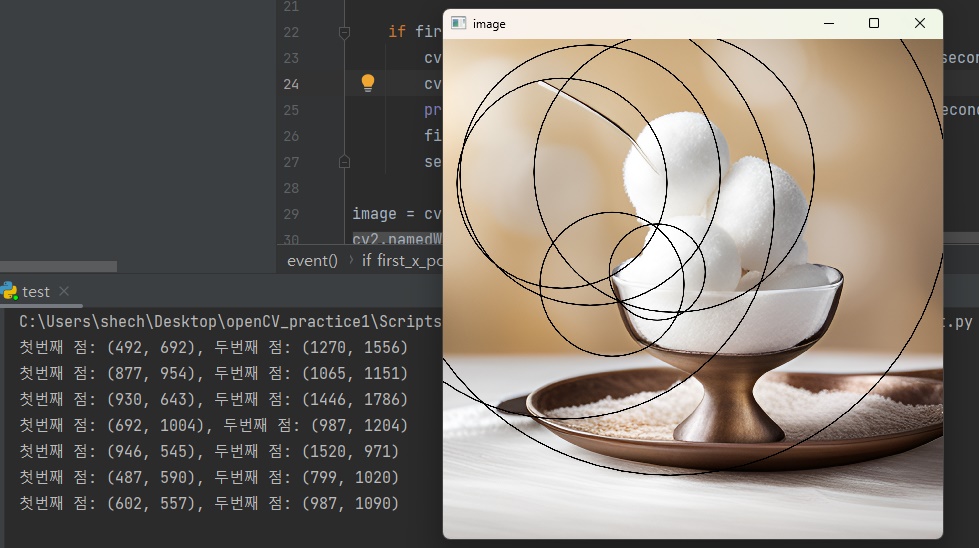 image
21
22 if fir
23 cv secon
24 cv
25 pr econ
26 fi
27 se
28
29 image = cv
30 cv2.namedW
event() > if first_x_po
test
C:\Users\shech\Desktop\openCV_practice1\Scripts t.py
첫번째 점: (492, 692), 두번째 점: (1270, 1556)
첫번째 점: (877, 954), 두번째 점: (1065, 1151)
첫번째 점: (930, 643), 두번째 점: (1446, 1786)
첫번째 점: (692, 1004), 두번째 점: (987, 1204)
첫번째 점: (946, 545), 두번째 점: (1520, 971)
첫번째 점: (487, 590), 두번째 점: (799, 1020)
첫번째 점: (602, 557), 두번째 점: (987, 1090)